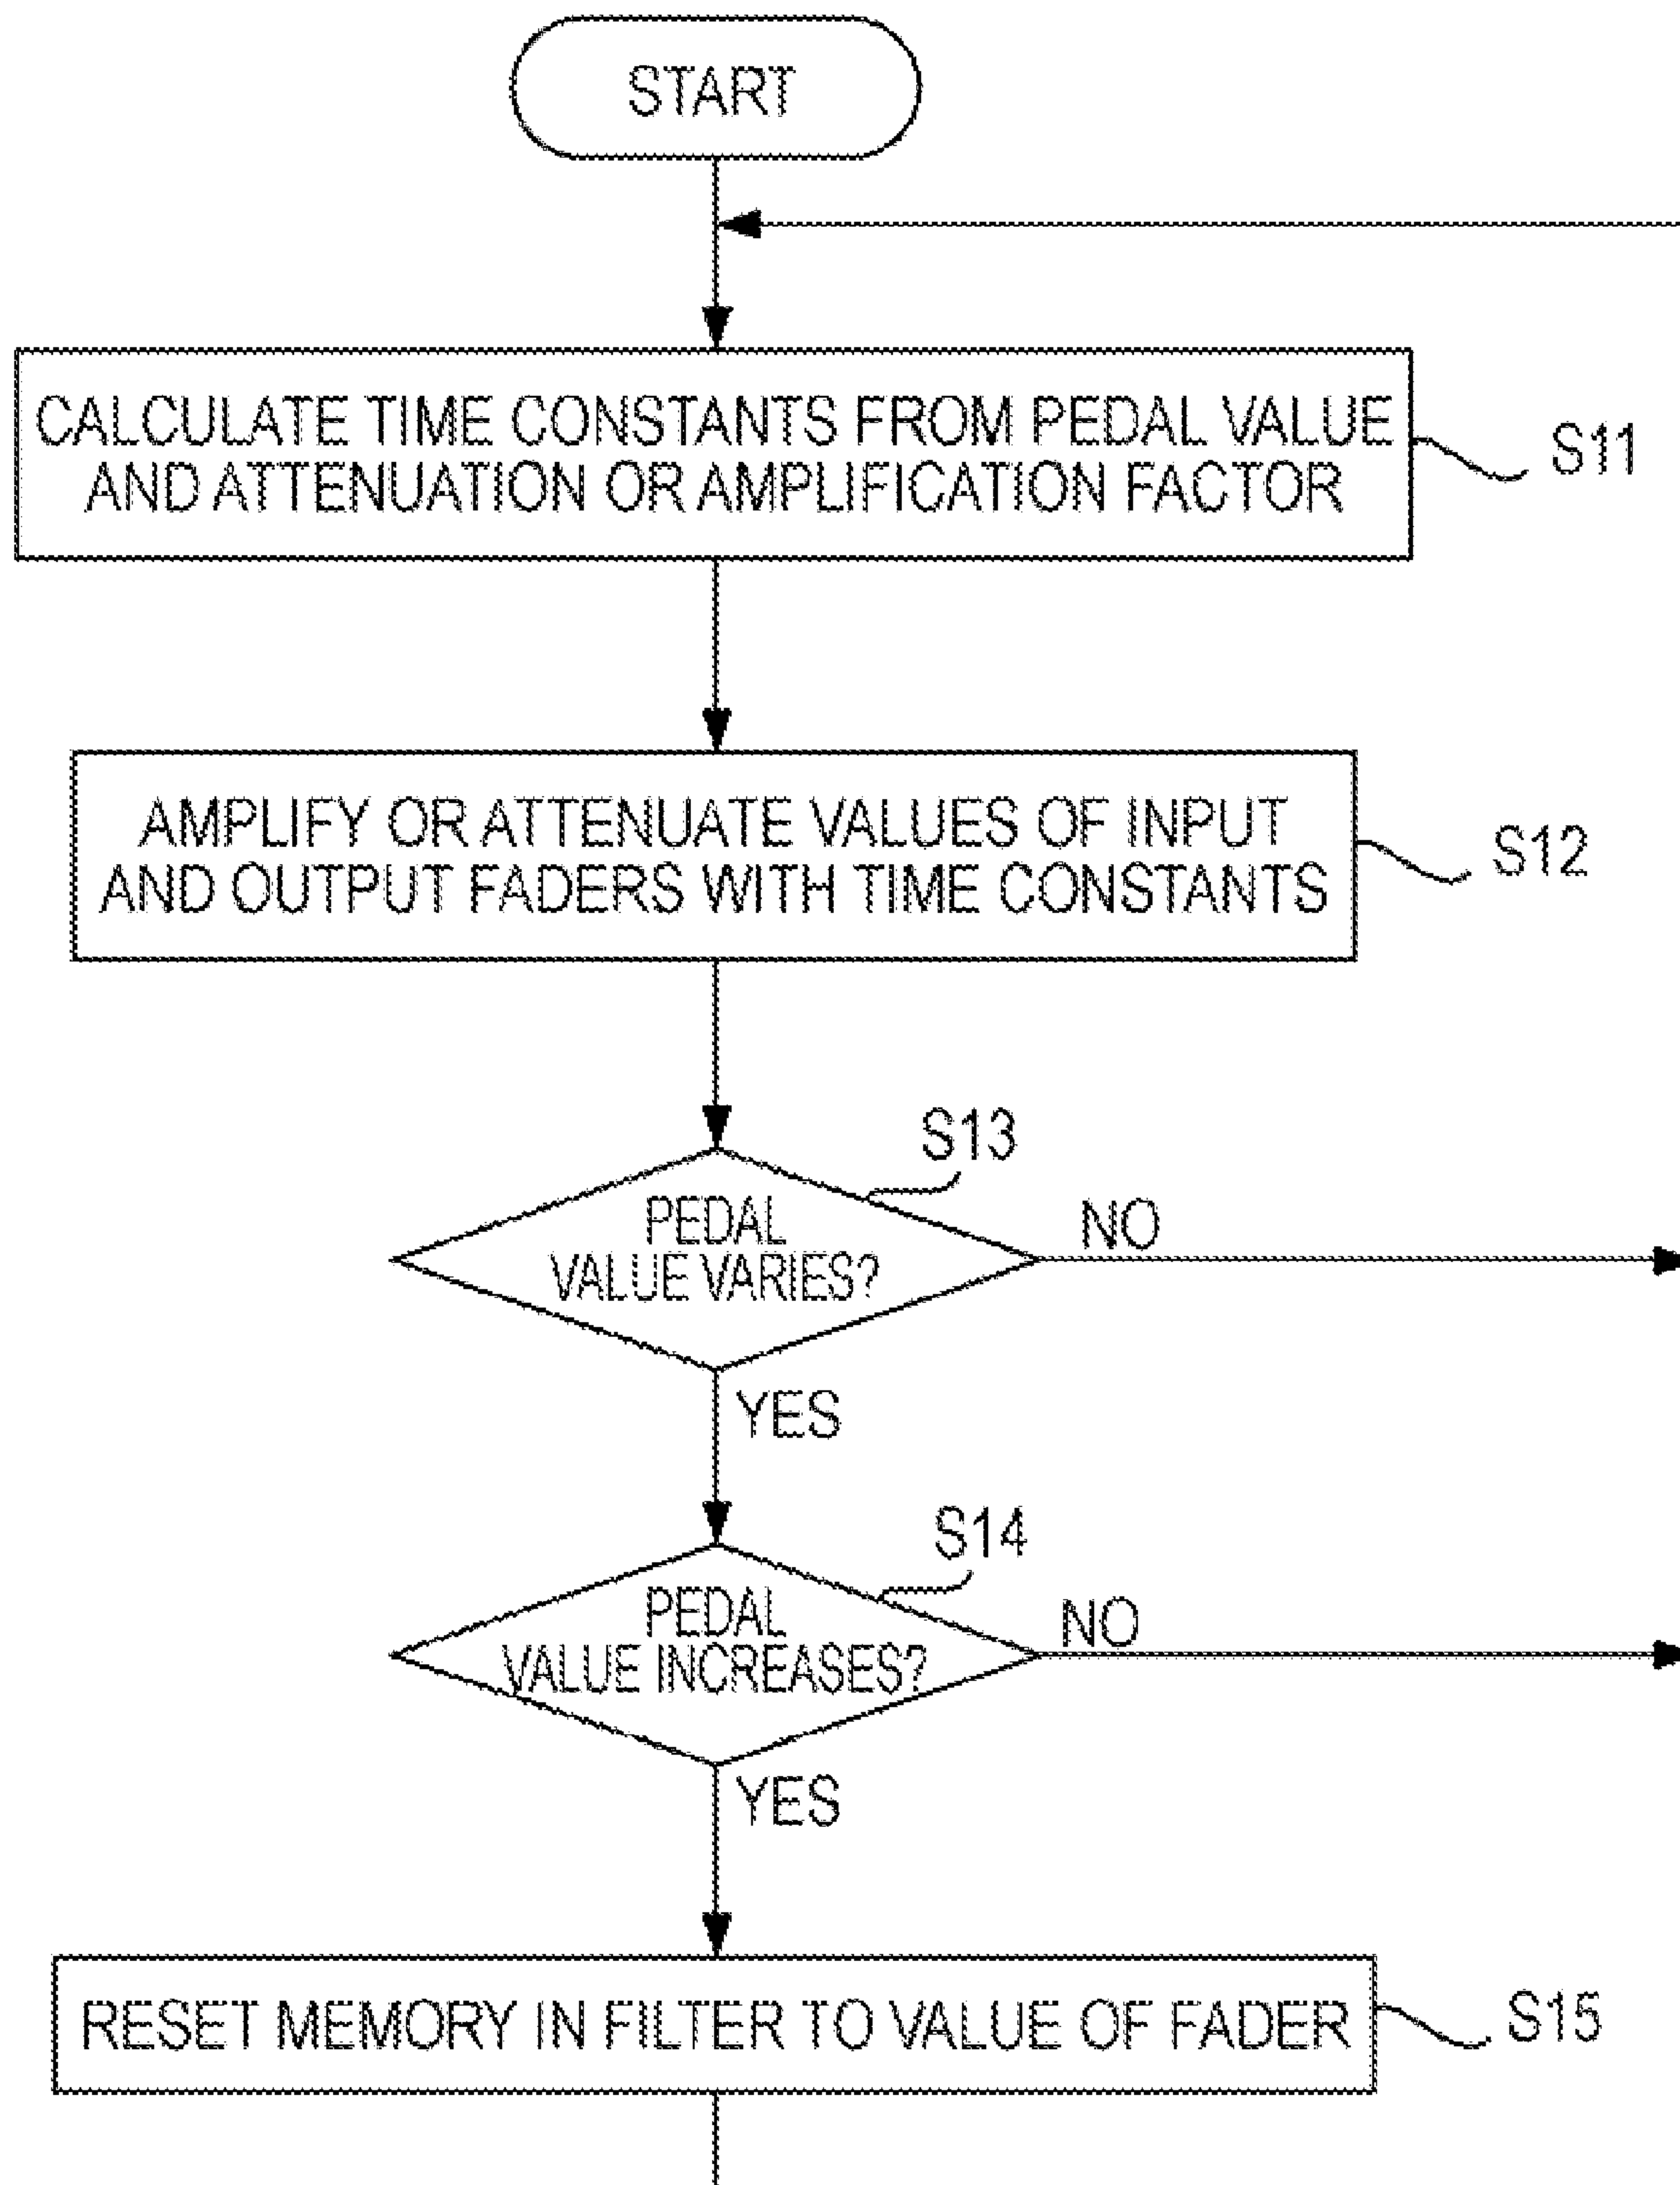 START
CALCULATE TIME CONSTANTS FROM PEDAL VALUE
AND ATTENUATION OR AMPLIFICATION FACTOR
S11
AMPLIFY OR ATTENUATE VALUES OF INPUT
AND OUTPUT FADERS WITH TIME CONSTANTS
S12
S13
PEDAL
VALUE VARIES?
NO
YES
S14
PEDAL
VALUE INCREASES?
NO
YES
RESET MEMORY IN FILTER TO VALUE OF FADER
S15